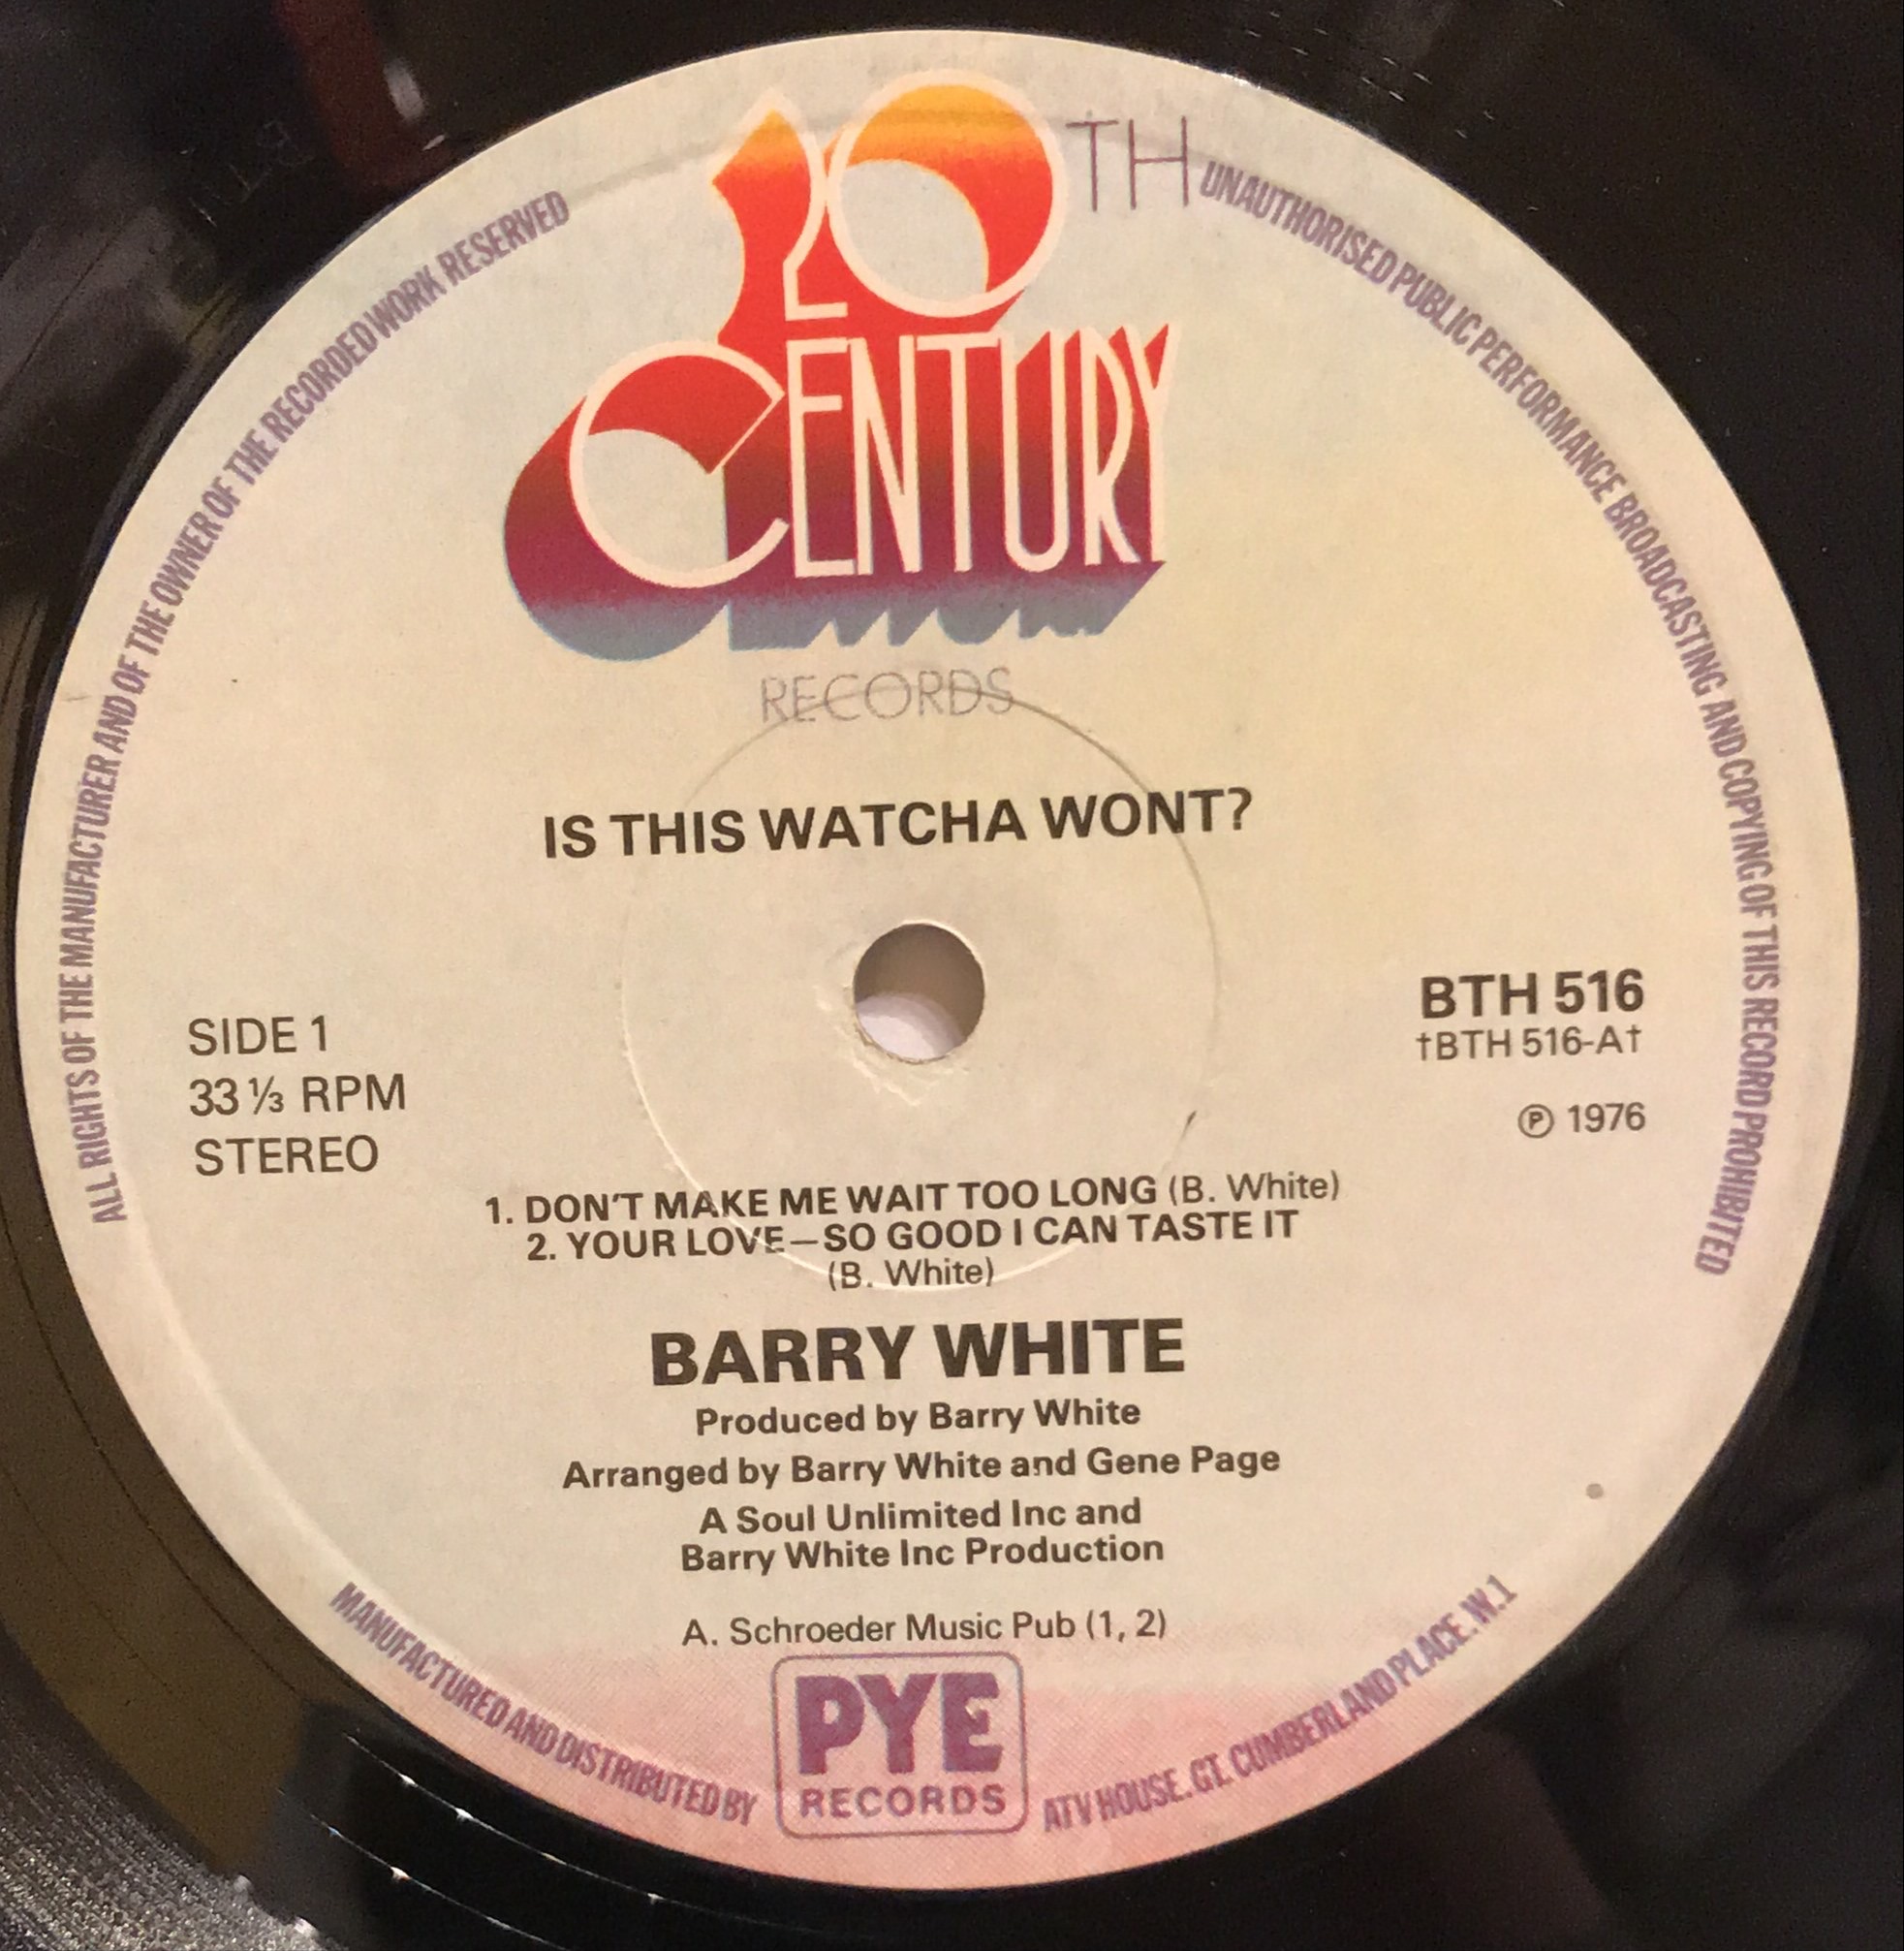 20TH
CENTURY
RECORDS
ALL RIGHTS OF THE MANUFACTURER AND OF THE OWNER OF THE RECORDED WORK RESERVED
UNAUTHORISED PUBLIC PERFORMANCE BROADCASTING AND COPYING OF THIS RECORD PROHIBITED
IS THIS WATCHA WONT?
SIDE 1
33 ⅓ RPM
STEREO
BTH 516
†BTH 516-A†
℗ 1976
1. DON'T MAKE ME WAIT TOO LONG (B. White)
2. YOUR LOVE—SO GOOD I CAN TASTE IT
(B. White)
BARRY WHITE
Produced by Barry White
Arranged by Barry White and Gene Page
A Soul Unlimited Inc and
Barry White Inc Production
A. Schroeder Music Pub (1, 2)
MANUFACTURED AND DISTRIBUTED BY
PYE
RECORDS
ATV HOUSE. GT. CUMBERLAND PLACE. W.1